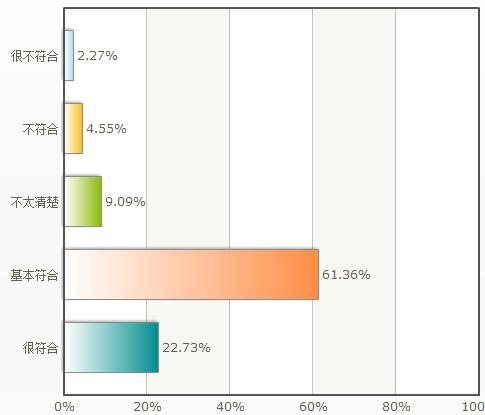 很不符合 2.27%
不符合 4.55%
不太清楚 9.09%
基本符合 61.36%
很符合 22.73%
0% 20% 40% 60% 80% 100